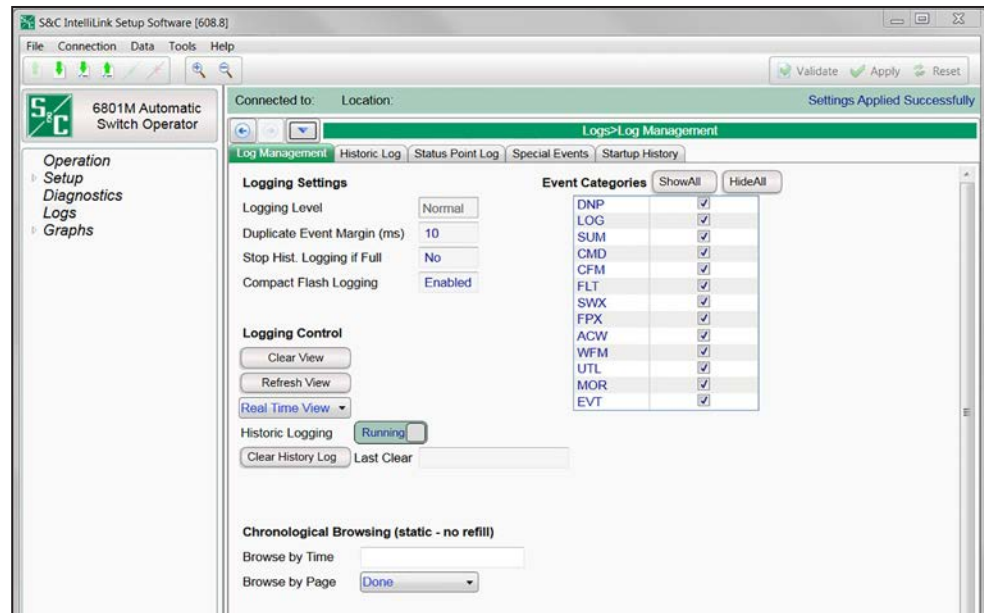 S&C IntelliLink Setup Software [608.8]
File Connection Data Tools Help
Validate Apply Reset
S&C
6801M Automatic
Switch Operator
Connected to: Location: Settings Applied Successfully
Logs>Log Management
Log Management Historic Log Status Point Log Special Events Startup History
Operation
Setup
Diagnostics
Logs
Graphs
Logging Settings
Logging Level Normal
Duplicate Event Margin (ms) 10
Stop Hist. Logging if Full No
Compact Flash Logging Enabled
Logging Control
Clear View
Refresh View
Real Time View
Historic Logging Running
Clear History Log Last Clear
Event Categories ShowAll HideAll
DNP
LOG
SUM
CMD
CFM
FLT
SWX
FPX
ACW
WFM
UTL
MOR
EVT
Chronological Browsing (static - no refill)
Browse by Time
Browse by Page Done